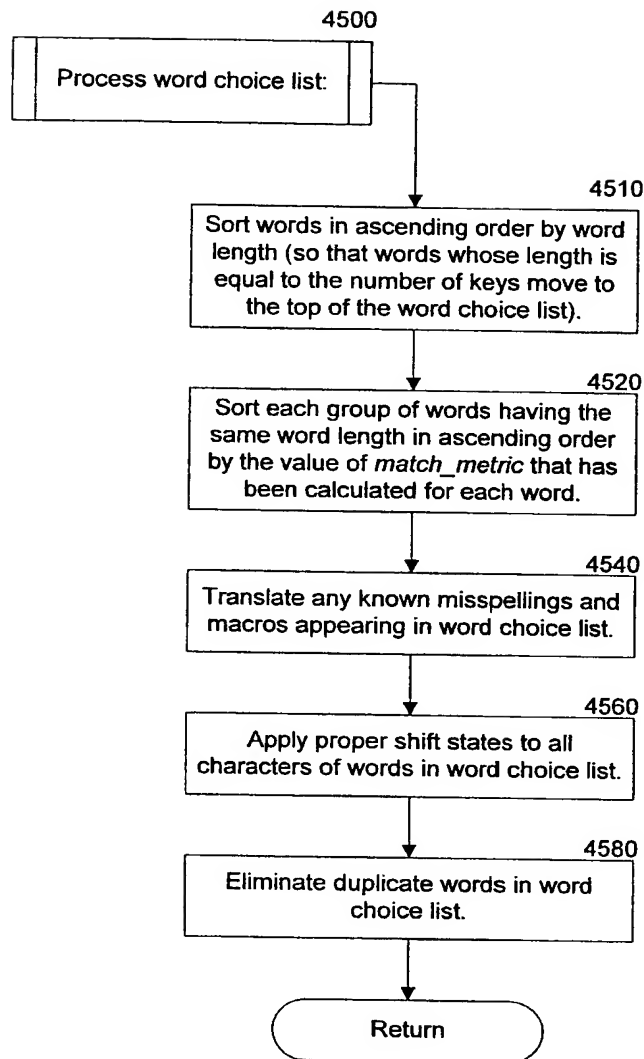 4500
Process word choice list:
4510
Sort words in ascending order by word
length (so that words whose length is
equal to the number of keys move to
the top of the word choice list).
4520
Sort each group of words having the
same word length in ascending order
by the value of match_metric that has
been calculated for each word.
4540
Translate any known misspellings and
macros appearing in word choice list.
4560
Apply proper shift states to all
characters of words in word choice list.
4580
Eliminate duplicate words in word
choice list.
Return